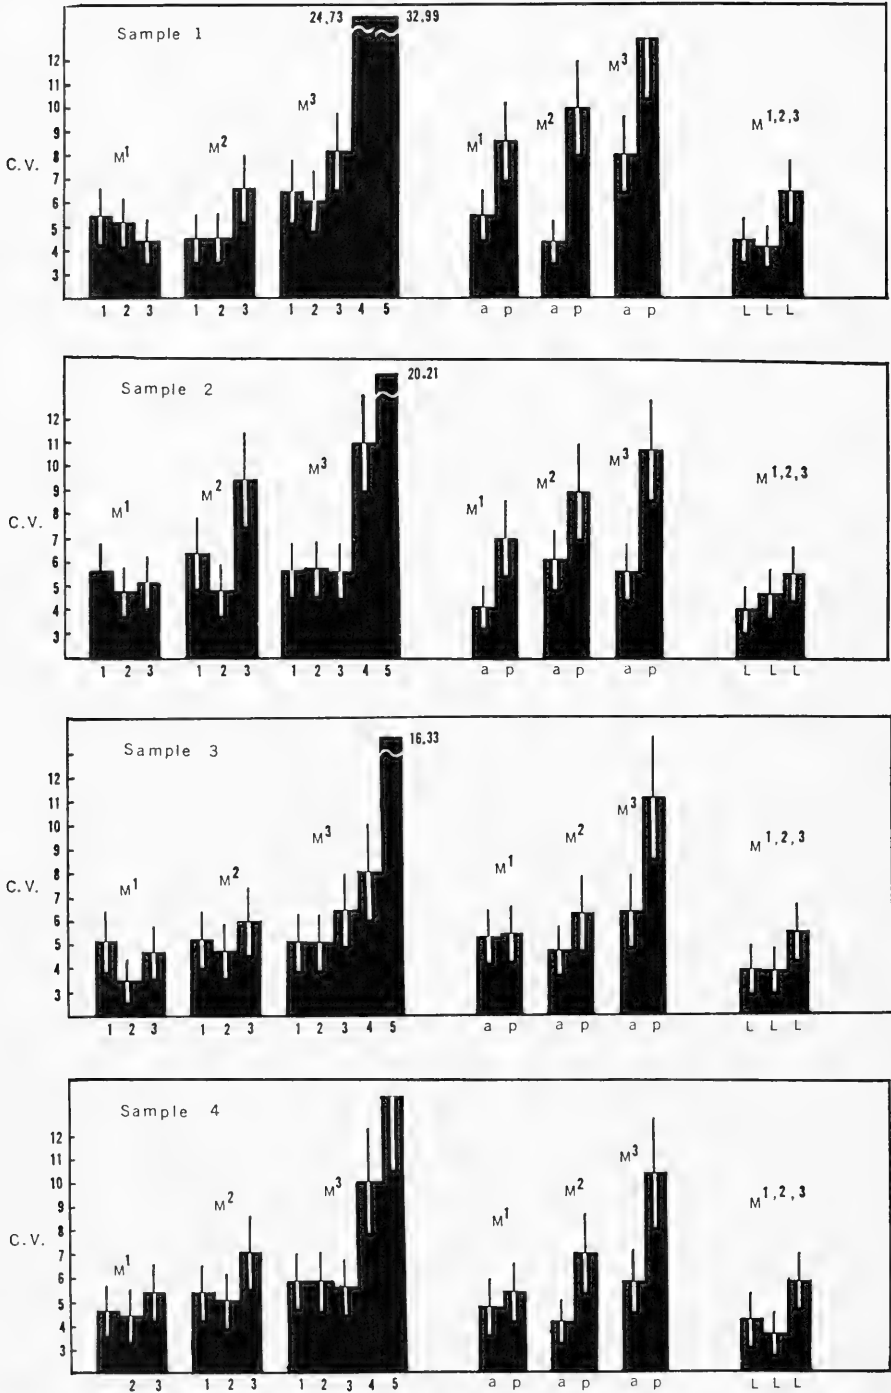 24.73 32.99
Sample 1
12
11
10
9
8
7
6
5
4
3
C.V.
M1 M2 M3 M1 M2 M3 M1,2,3
1 2 3 1 2 3 1 2 3 4 5 a p a p a p L L L
20.21
Sample 2
12
11
10
9
8
7
6
5
4
3
C.V.
M1 M2 M3 M1 M2 M3 M1,2,3
1 2 3 1 2 3 1 2 3 4 5 a p a p a p L L L
16.33
Sample 3
12
11
10
9
8
7
6
5
4
3
C.V.
M1 M2 M3 M1 M2 M3 M1,2,3
1 2 3 1 2 3 1 2 3 4 5 a p a p a p L L L
Sample 4
12
11
10
9
8
7
6
5
4
3
C.V.
M1 M2 M3 M1 M2 M3 M1,2,3
2 3 1 2 3 1 2 3 4 5 a p a p a p L L L